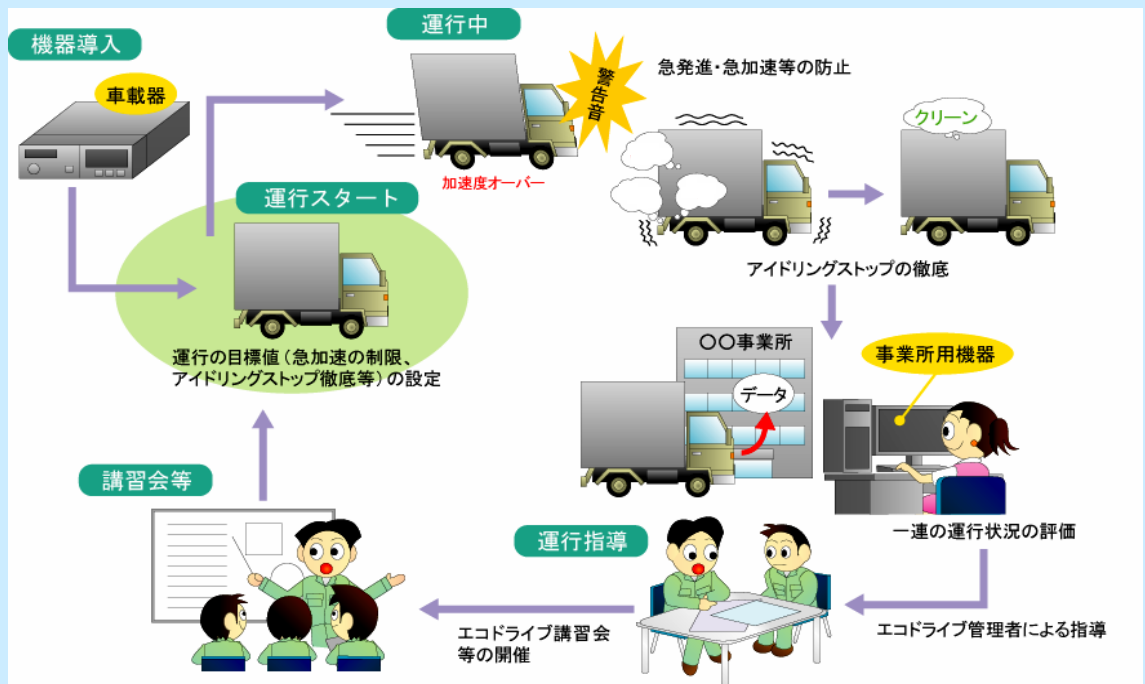 機器導入
車載器
運行中
警告音
加速度オーバー
急発進・急加速等の防止
クリーン
アイドリングストップの徹底
運行スタート
運行の目標値(急加速の制限、
アイドリングストップ徹底等)の設定
〇〇事業所
データ
事業所用機器
一連の運行状況の評価
エコドライブ管理者による指導
運行指導
エコドライブ講習会
等の開催
講習会等